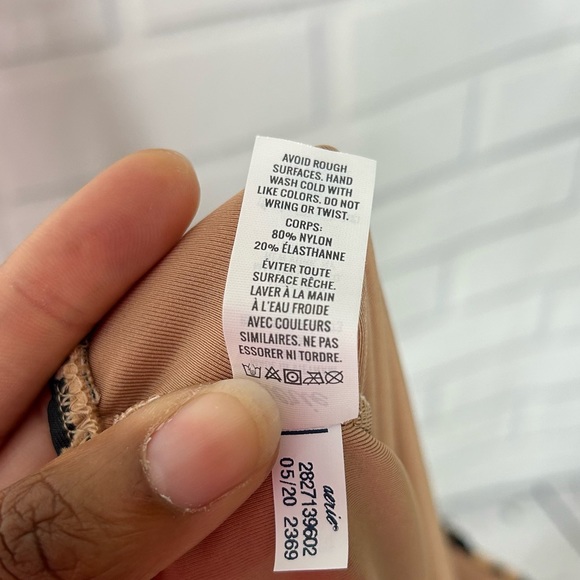 AVOID ROUGH
SURFACES. HAND
WASH COLD WITH
LIKE COLORS. DO NOT
WRING OR TWIST.
CORPS:
80% NYLON
20% ÉLASTHANNE
ÉVITER TOUTE
SURFACE RÊCHE.
LAVER À LA MAIN
À L'EAU FROIDE
AVEC COULEURS
SIMILAIRES. NE PAS
ESSORER NI TORDRE.
aerie®
2827139602
05/20 2369